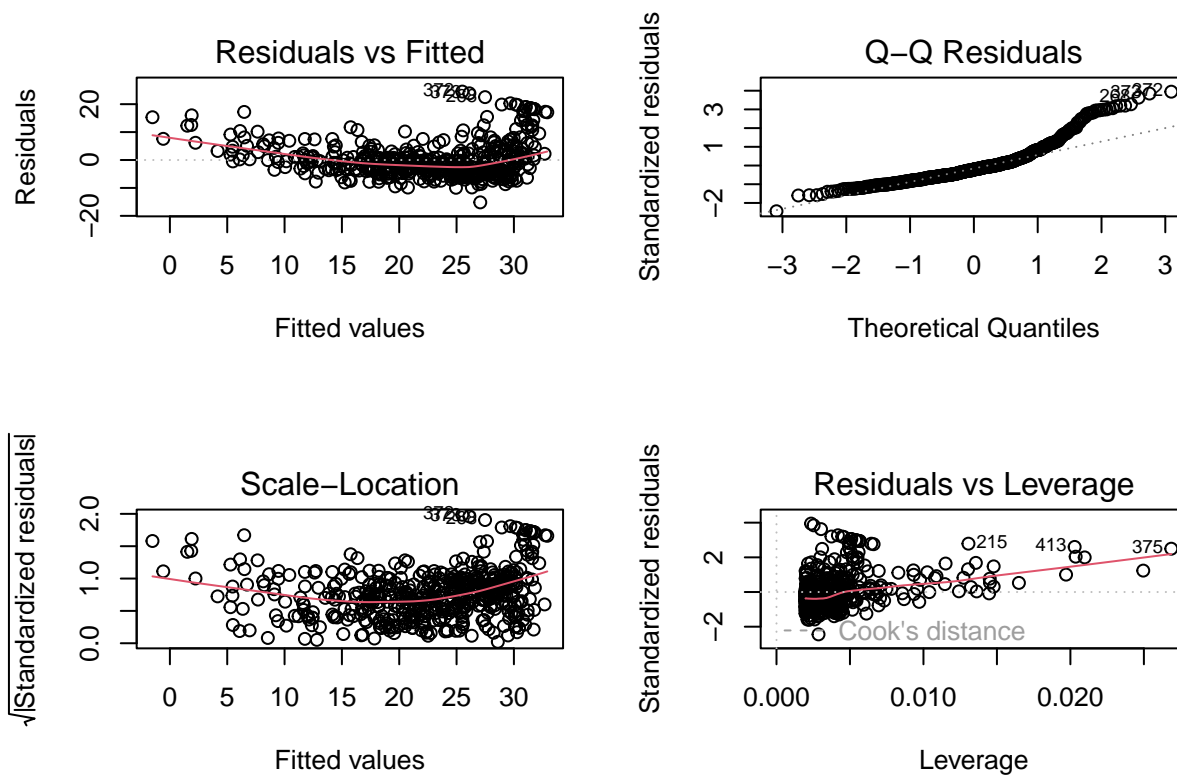 Residuals vs Fitted
Residuals
20
0
−20
0 5 10 15 20 25 30
Fitted values
Q−Q Residuals
Standardized residuals
3
1
−2
372
−3 −2 −1 0 1 2 3
Theoretical Quantiles
Scale−Location
√|Standardized residuals|
2.0
1.0
0.0
0 5 10 15 20 25 30
Fitted values
Residuals vs Leverage
Standardized residuals
2
−2
215
413
375
Cook's distance
0.000 0.010 0.020
Leverage